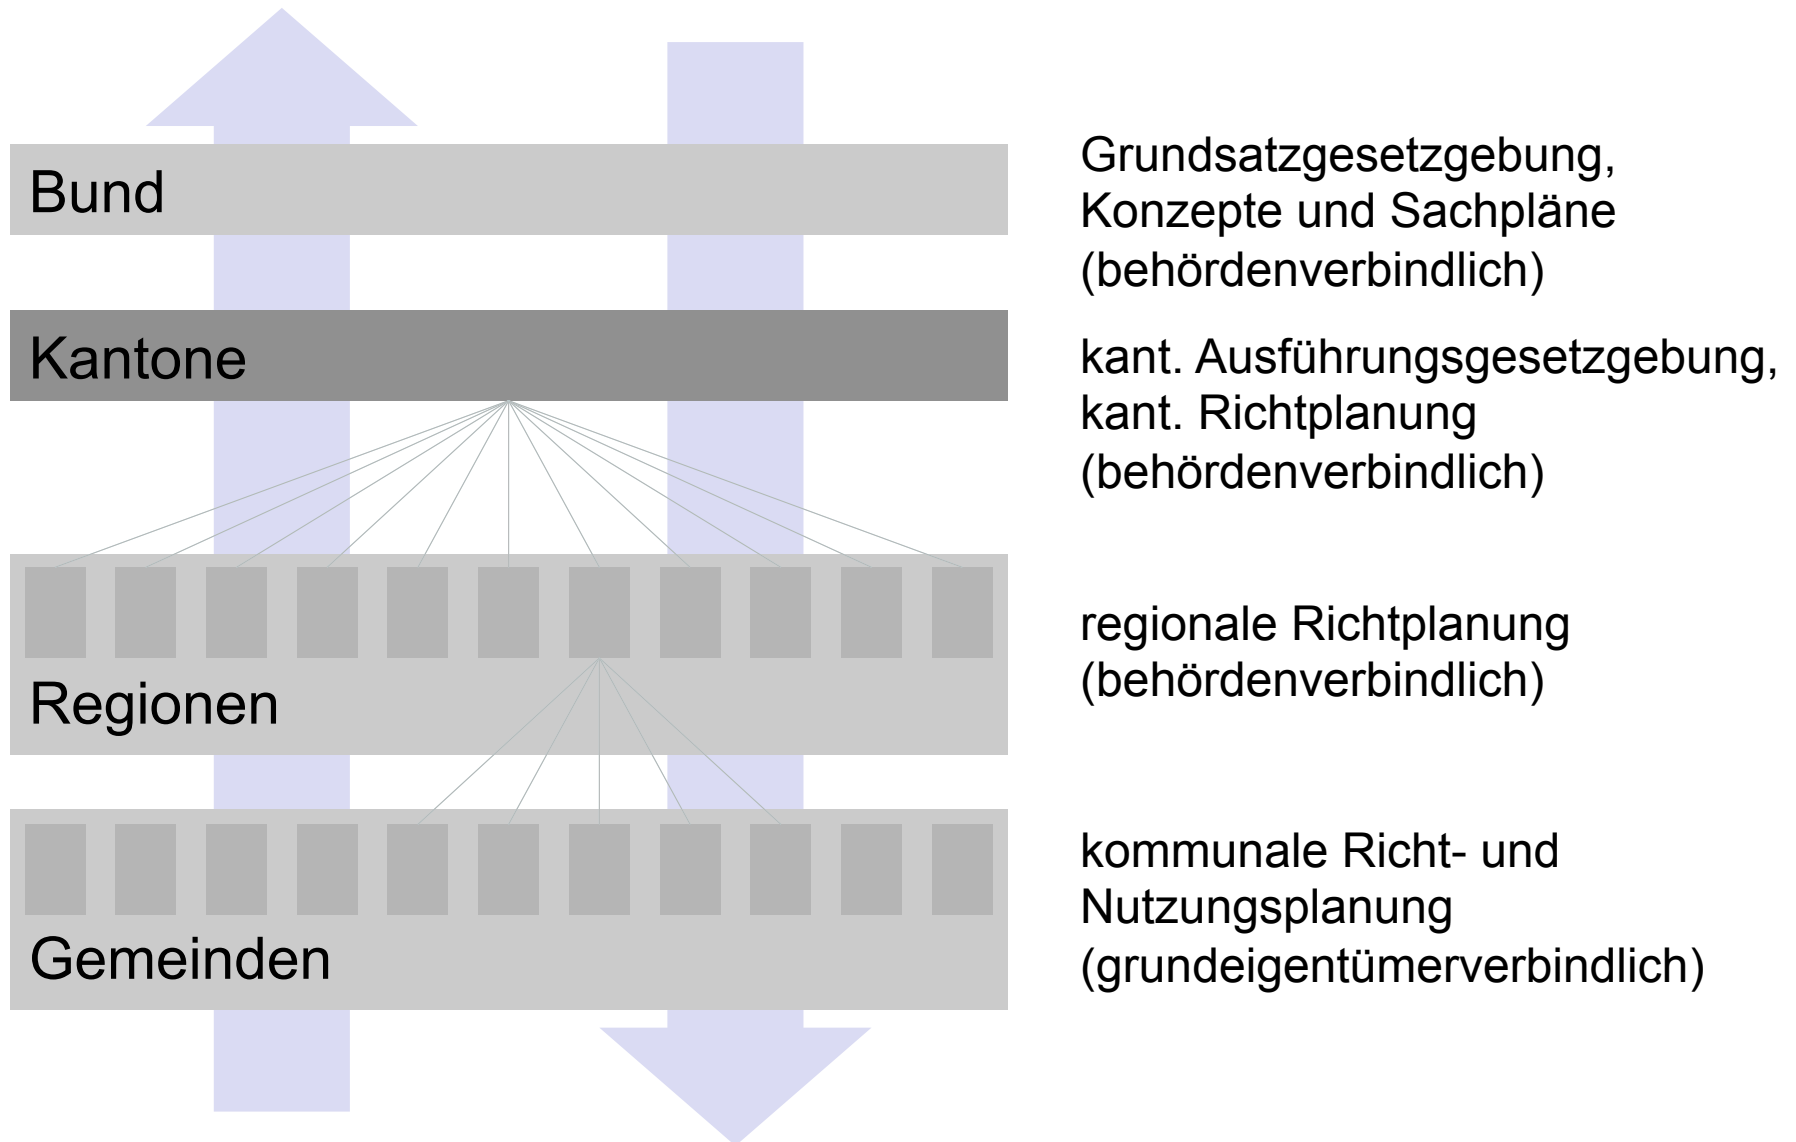 Bund
Grundsatzgesetzgebung,
Konzepte und Sachpläne
(behördenverbindlich)
Kantone
kant. Ausführungsgesetzgebung,
kant. Richtplanung
(behördenverbindlich)
Regionen
regionale Richtplanung
(behördenverbindlich)
Gemeinden
kommunale Richt- und
Nutzungsplanung
(grundeigentümerverbindlich)